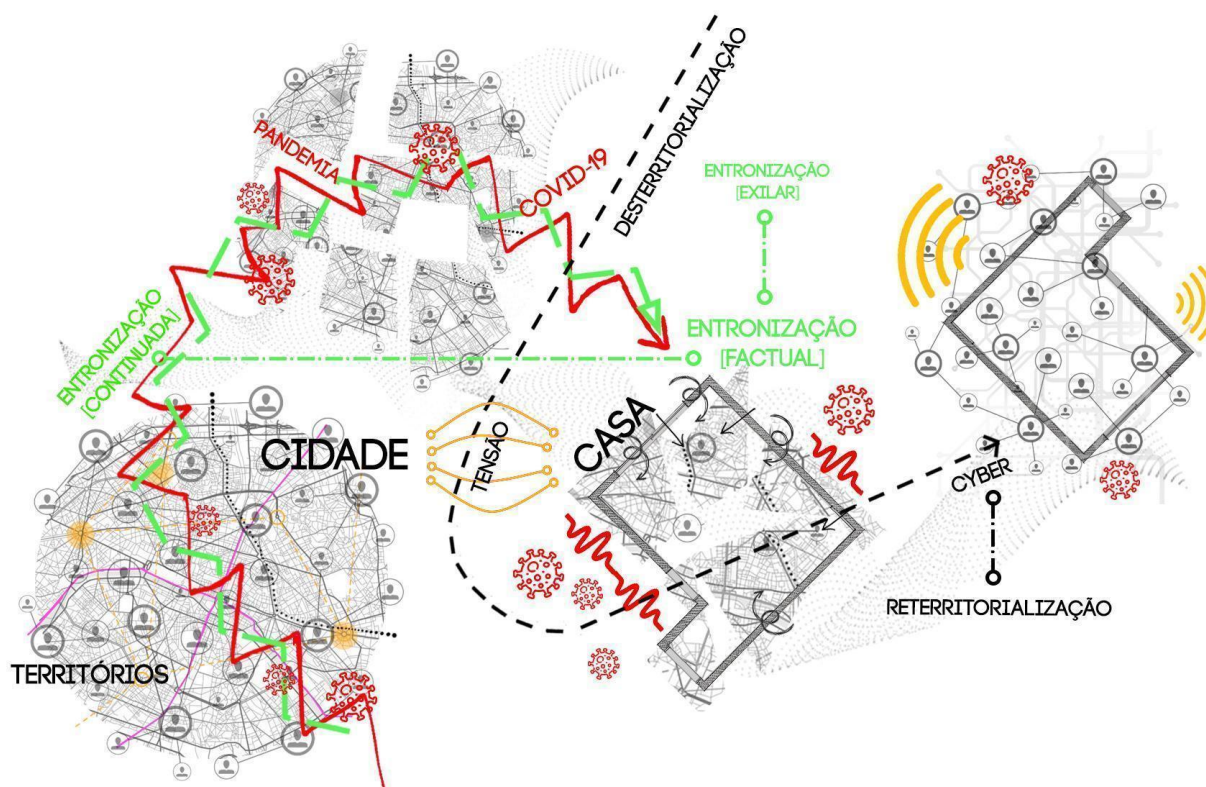 DESTERRITORIALIZAÇÃO
PANDEMIA
COVID-19
ENTRONIZAÇÃO
[EXILAR]
ENTRONIZAÇÃO
[CONTINUADA]
ENTRONIZAÇÃO
[FACTUAL]
CIDADE
TENSÃO
CASA
CYBER
RETERRITORIALIZAÇÃO
TERRITÓRIOS